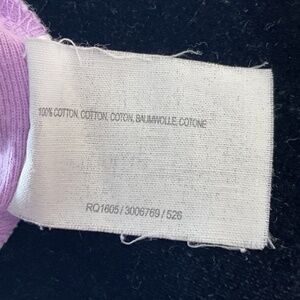 100% COTTON, COTTON, COTON, BAUMWOLLE, COTONE
RQ1605 / 3006769 / 526